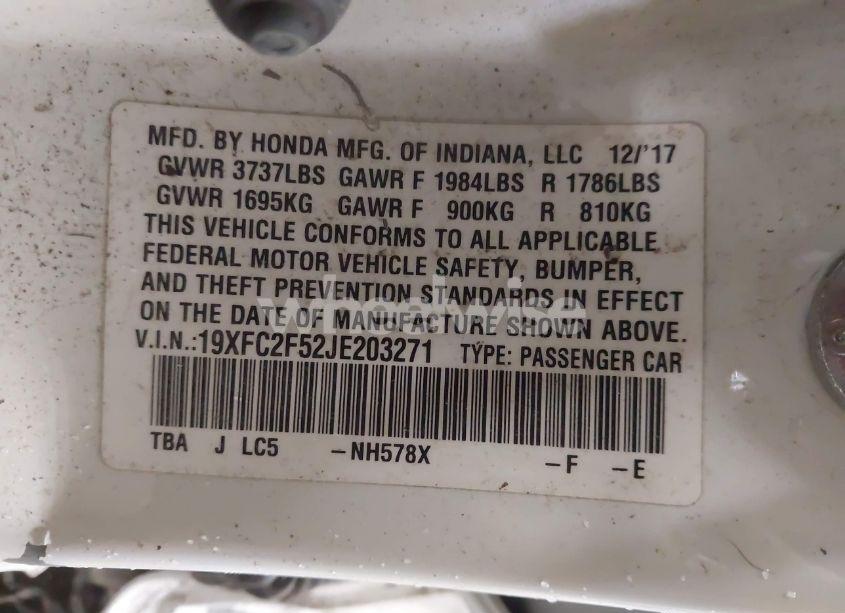 MFD. BY HONDA MFG. OF INDIANA, LLC 12/'17
GVWR 3737LBS GAWR F 1984LBS R 1786LBS
GVWR 1695KG GAWR F 900KG R 810KG
THIS VEHICLE CONFORMS TO ALL APPLICABLE
FEDERAL MOTOR VEHICLE SAFETY, BUMPER,
AND THEFT PREVENTION STANDARDS IN EFFECT
ON THE DATE OF MANUFACTURE SHOWN ABOVE.
V.I.N.:19XFC2F52JE203271 TYPE: PASSENGER CAR
TBA J LC5 -NH578X -F -E